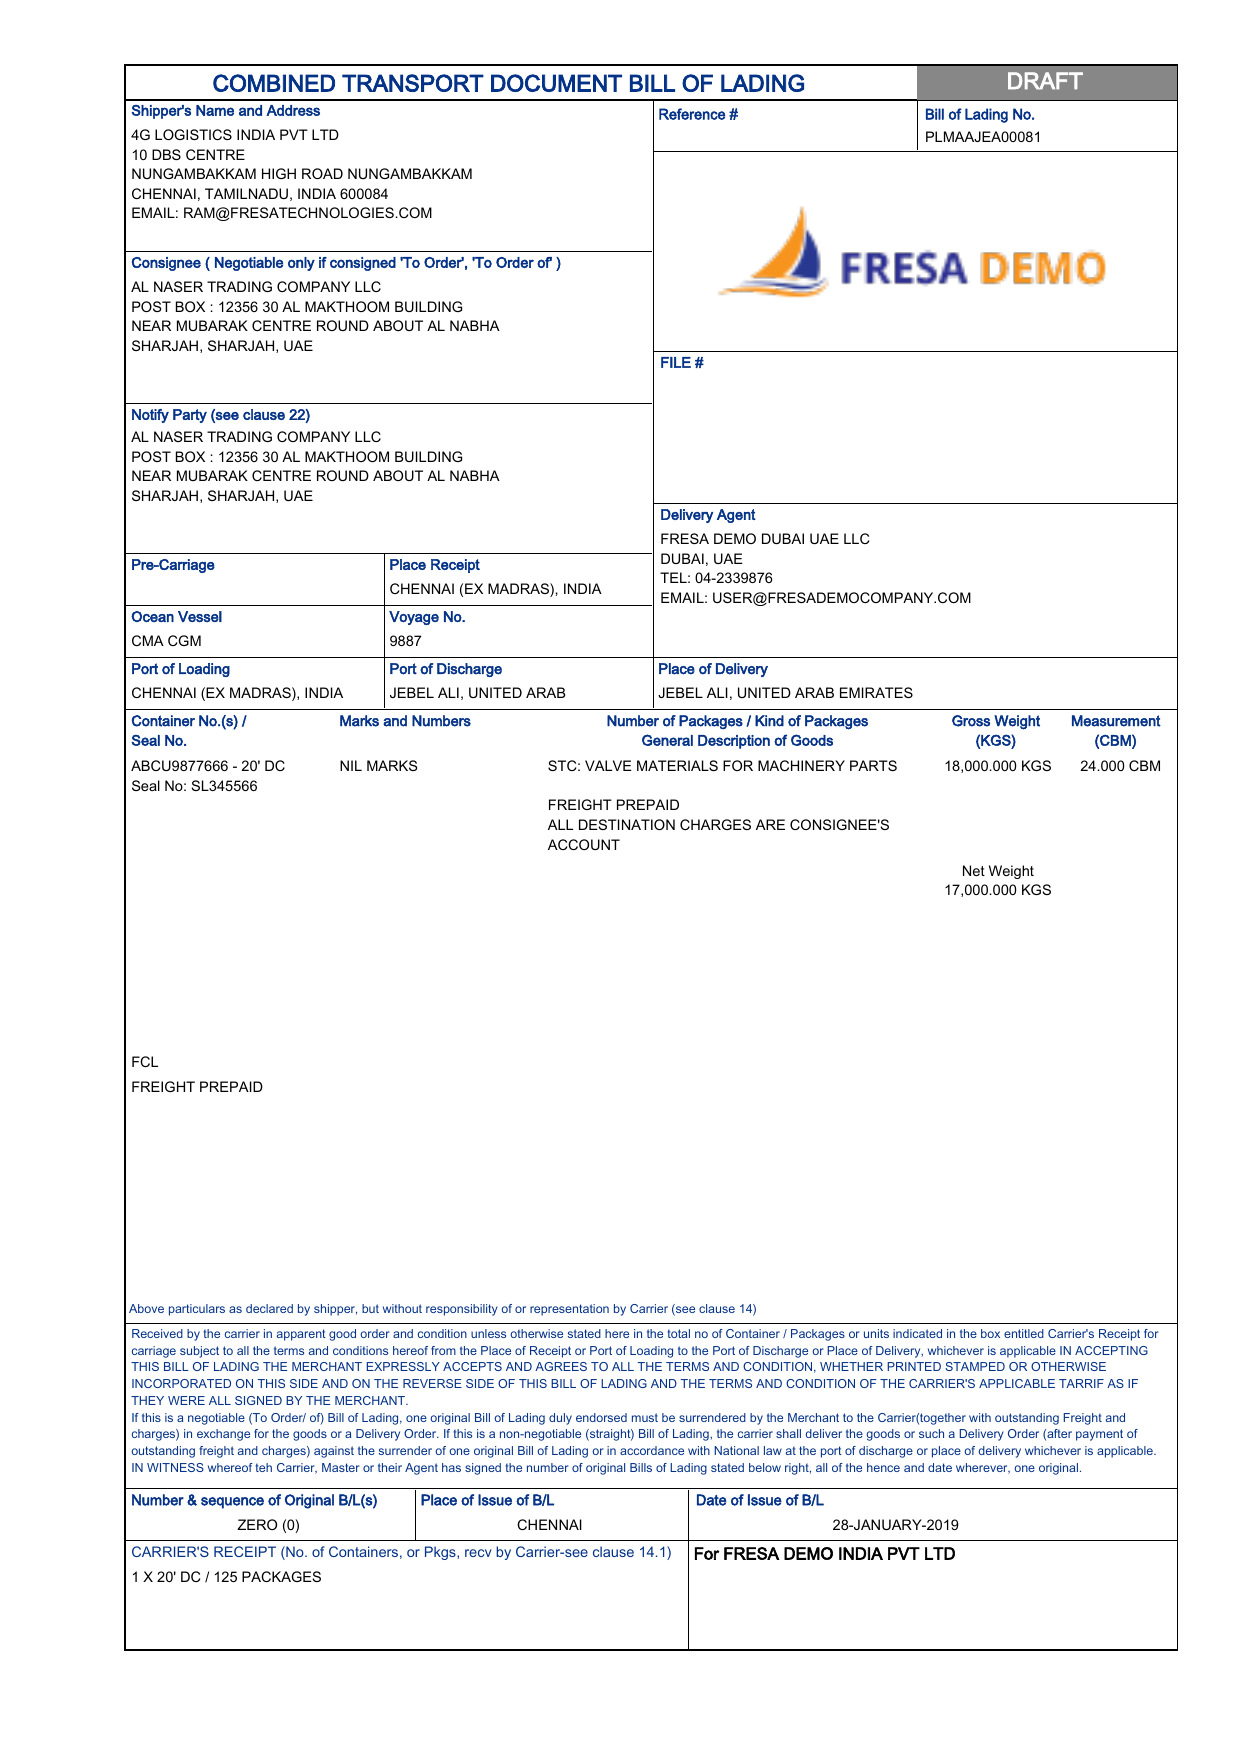 COMBINED TRANSPORT DOCUMENT BILL OF LADING
DRAFT
Shipper's Name and Address
4G LOGISTICS INDIA PVT LTD
10 DBS CENTRE
NUNGAMBAKKAM HIGH ROAD NUNGAMBAKKAM
CHENNAI, TAMILNADU, INDIA 600084
EMAIL: RAM@FRESATECHNOLOGIES.COM
Reference #
Bill of Lading No.
PLMAAJEA00081
FRESA DEMO
Consignee ( Negotiable only if consigned 'To Order', 'To Order of' )
AL NASER TRADING COMPANY LLC
POST BOX : 12356 30 AL MAKTHOOM BUILDING
NEAR MUBARAK CENTRE ROUND ABOUT AL NABHA
SHARJAH, SHARJAH, UAE
FILE #
Notify Party (see clause 22)
AL NASER TRADING COMPANY LLC
POST BOX : 12356 30 AL MAKTHOOM BUILDING
NEAR MUBARAK CENTRE ROUND ABOUT AL NABHA
SHARJAH, SHARJAH, UAE
Delivery Agent
FRESA DEMO DUBAI UAE LLC
DUBAI, UAE
TEL: 04-2339876
EMAIL: USER@FRESADEMOCOMPANY.COM
Pre-Carriage
Place Receipt
CHENNAI (EX MADRAS), INDIA
Ocean Vessel
CMA CGM
Voyage No.
9887
Port of Loading
CHENNAI (EX MADRAS), INDIA
Port of Discharge
JEBEL ALI, UNITED ARAB
Place of Delivery
JEBEL ALI, UNITED ARAB EMIRATES
Container No.(s) /
Seal No.
Marks and Numbers
Number of Packages / Kind of Packages
General Description of Goods
Gross Weight
(KGS)
Measurement
(CBM)
ABCU9877666 - 20' DC
Seal No: SL345566
NIL MARKS
STC: VALVE MATERIALS FOR MACHINERY PARTS
18,000.000 KGS
24.000 CBM
FREIGHT PREPAID
ALL DESTINATION CHARGES ARE CONSIGNEE'S
ACCOUNT
Net Weight
17,000.000 KGS
FCL
FREIGHT PREPAID
Above particulars as declared by shipper, but without responsibility of or representation by Carrier (see clause 14)
Received by the carrier in apparent good order and condition unless otherwise stated here in the total no of Container / Packages or units indicated in the box entitled Carrier's Receipt for
carriage subject to all the terms and conditions hereof from the Place of Receipt or Port of Loading to the Port of Discharge or Place of Delivery, whichever is applicable IN ACCEPTING
THIS BILL OF LADING THE MERCHANT EXPRESSLY ACCEPTS AND AGREES TO ALL THE TERMS AND CONDITION, WHETHER PRINTED STAMPED OR OTHERWISE
INCORPORATED ON THIS SIDE AND ON THE REVERSE SIDE OF THIS BILL OF LADING AND THE TERMS AND CONDITION OF THE CARRIER'S APPLICABLE TARRIF AS IF
THEY WERE ALL SIGNED BY THE MERCHANT.
If this is a negotiable (To Order/ of) Bill of Lading, one original Bill of Lading duly endorsed must be surrendered by the Merchant to the Carrier(together with outstanding Freight and
charges) in exchange for the goods or a Delivery Order. If this is a non-negotiable (straight) Bill of Lading, the carrier shall deliver the goods or such a Delivery Order (after payment of
outstanding freight and charges) against the surrender of one original Bill of Lading or in accordance with National law at the port of discharge or place of delivery whichever is applicable.
IN WITNESS whereof teh Carrier, Master or their Agent has signed the number of original Bills of Lading stated below right, all of the hence and date wherever, one original.
Number & sequence of Original B/L(s)
ZERO (0)
Place of Issue of B/L
CHENNAI
Date of Issue of B/L
28-JANUARY-2019
CARRIER'S RECEIPT (No. of Containers, or Pkgs, recv by Carrier-see clause 14.1)
1 X 20' DC / 125 PACKAGES
For FRESA DEMO INDIA PVT LTD